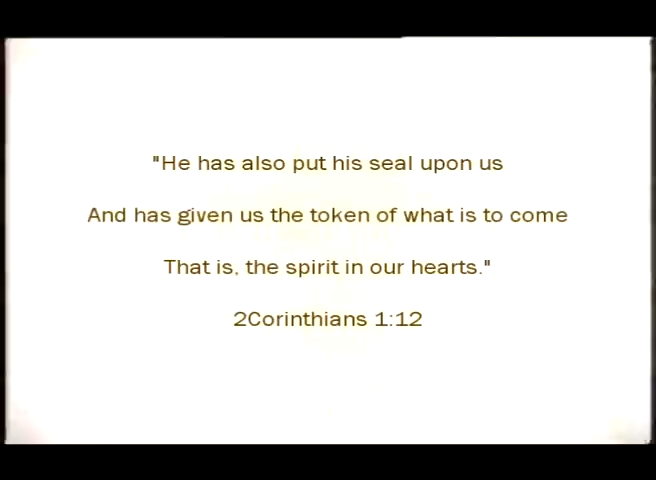 "He has also put his seal upon us
And has given us the token of what is to come
That is, the spirit in our hearts."
2Corinthians 1:12